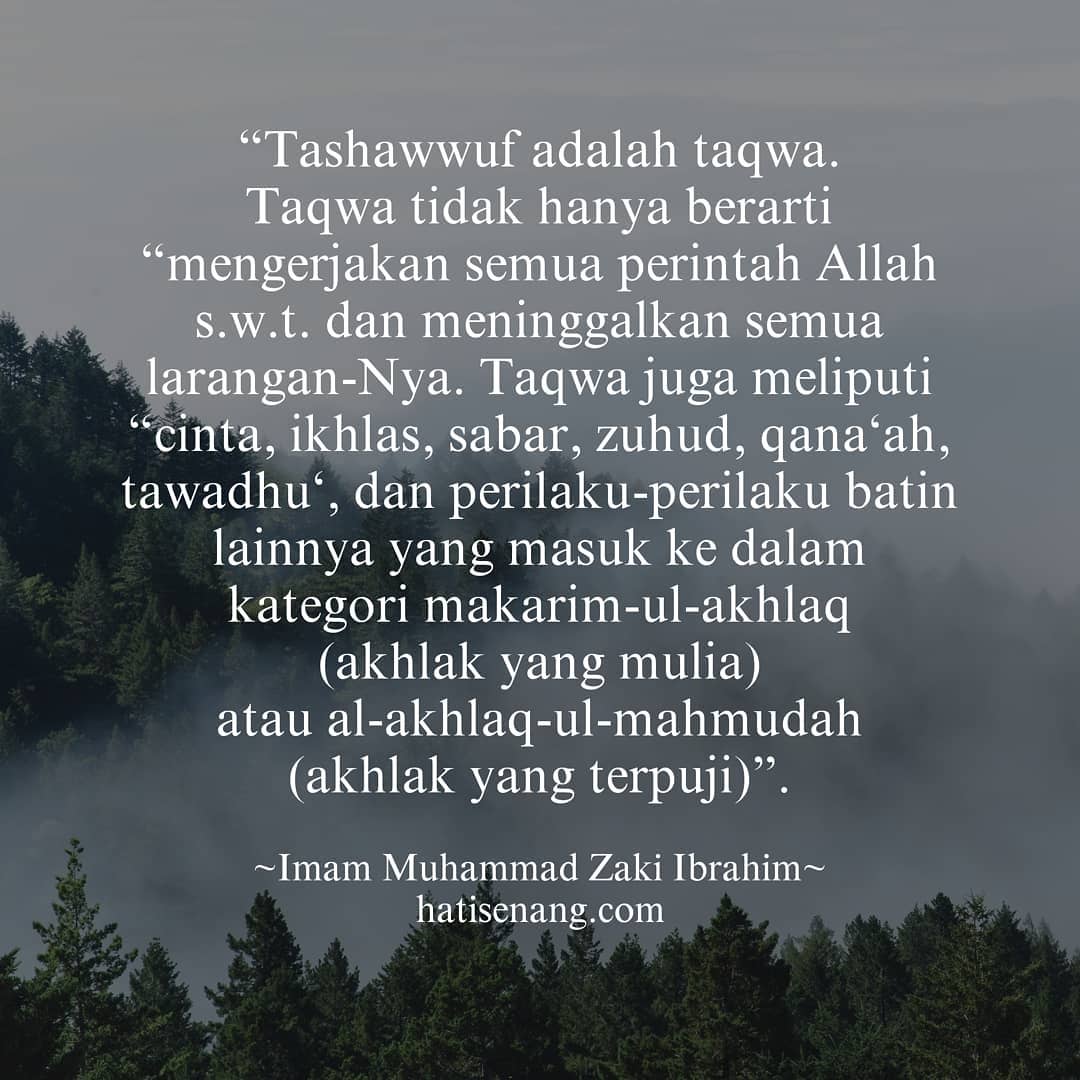 “Tashawwuf adalah taqwa.
Taqwa tidak hanya berarti
“mengerjakan semua perintah Allah
s.w.t. dan meninggalkan semua
larangan-Nya. Taqwa juga meliputi
“cinta, ikhlas, sabar, zuhud, qana‘ah,
tawadhu‘, dan perilaku-perilaku batin
lainnya yang masuk ke dalam
kategori makarim-ul-akhlaq
(akhlak yang mulia)
atau al-akhlaq-ul-mahmudah
(akhlak yang terpuji)”.
~Imam Muhammad Zaki Ibrahim~
hatisenang.com